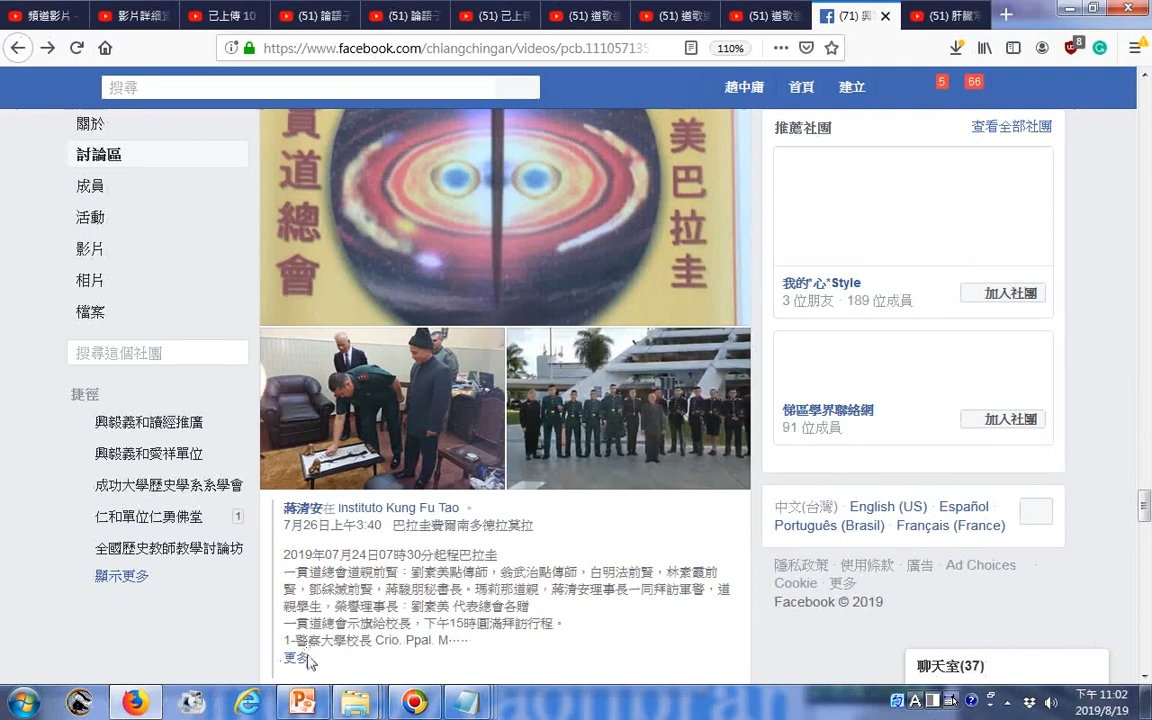 頻道影片 -
影片詳細資
已上傳 10
(51) 論語子
(51) 論語子
(51) 已上
(51) 道歌
(51) 道歌
(51) 道歌
(71) 興
(51) 肝臟
https://www.facebook.com/chiangchingan/videos/pcb.111057135
110%
8
搜尋
趙中庸
首頁
建立
5
66
關於
討論區
成員
活動
影片
相片
檔案
搜尋這個社團
捷徑
興毅義和讀經推廣
興毅義和愛祥單位
成功大學歷史學系系學會
仁和單位仁勇佛堂
1
全國歷史教師教學討論坊
顯示更多
貫道總會
美巴拉圭
蔣清安在 Instituto Kung Fu Tao 。
7月26日上午3:40 巴拉圭費爾南多德拉莫拉
2019年07月24日07時30分起程巴拉圭
一貫道總會道親前賢：劉素美點傳師，翁武治點傳師，白明法前賢，林素霞前
賢，鄧綵媙前賢，蔣駿朋秘書長。瑪莉那道親，蔣清安理事長一同拜訪軍警，道
親學生，榮譽理事長：劉素美 代表總會各贈
一貫道總會示旗給校長，下午15時圓滿拜訪行程。
1-警察大學校長 Crio. Ppal. M⋯⋯
更多
推薦社團
查看全部社團
我的*心*Style
3 位朋友 · 189 位成員
加入社團
悌區學界聯絡網
91 位成員
加入社團
中文(台灣) · English (US) · Español ·
Português (Brasil) · Français (France)
隱私政策 · 使用條款 · 廣告 · Ad Choices ·
Cookie · 更多
Facebook © 2019
聊天室(37)
下午 11:02
2019/8/19